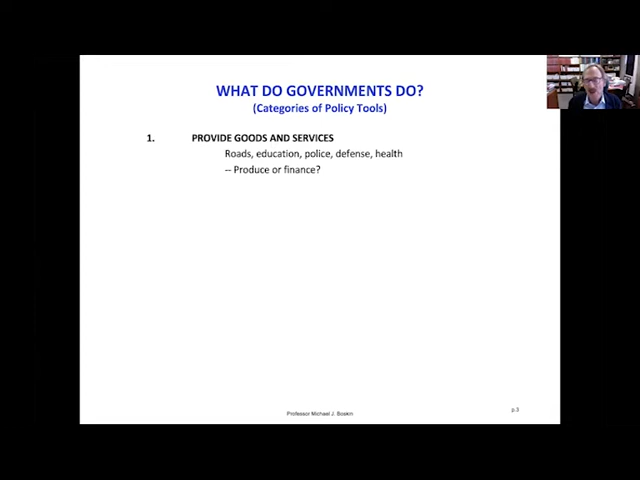 WHAT DO GOVERNMENTS DO?
(Categories of Policy Tools)
1. PROVIDE GOODS AND SERVICES
Roads, education, police, defense, health
-- Produce or finance?
Professor Michael J. Boskin
p.3